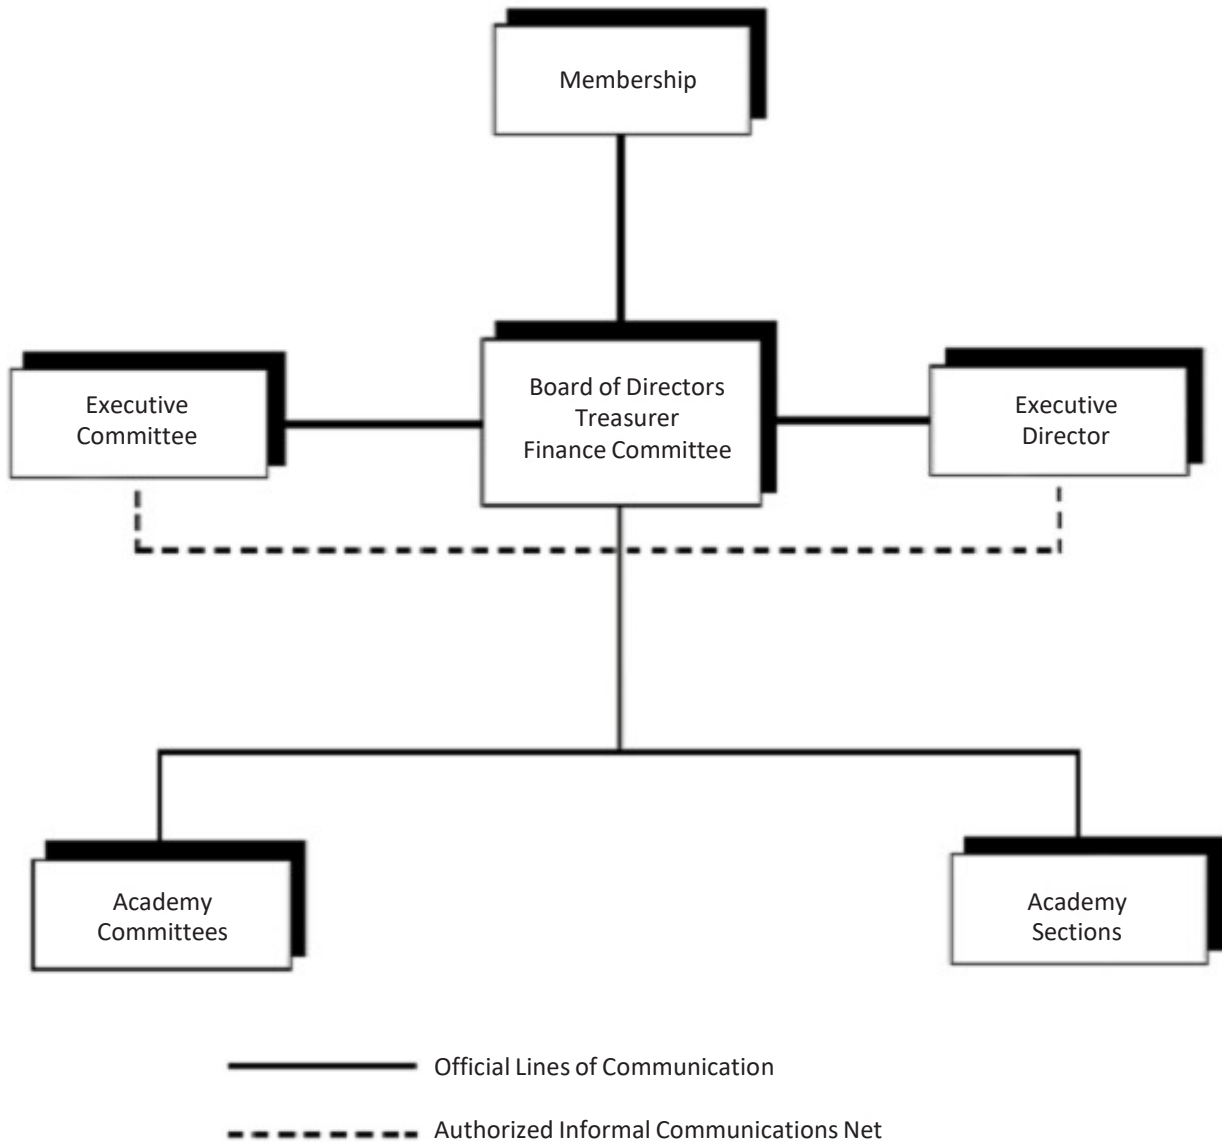 Membership
Executive
Committee
Board of Directors
Treasurer
Finance Committee
Executive
Director
Academy
Committees
Academy
Sections
Official Lines of Communication
Authorized Informal Communications Net